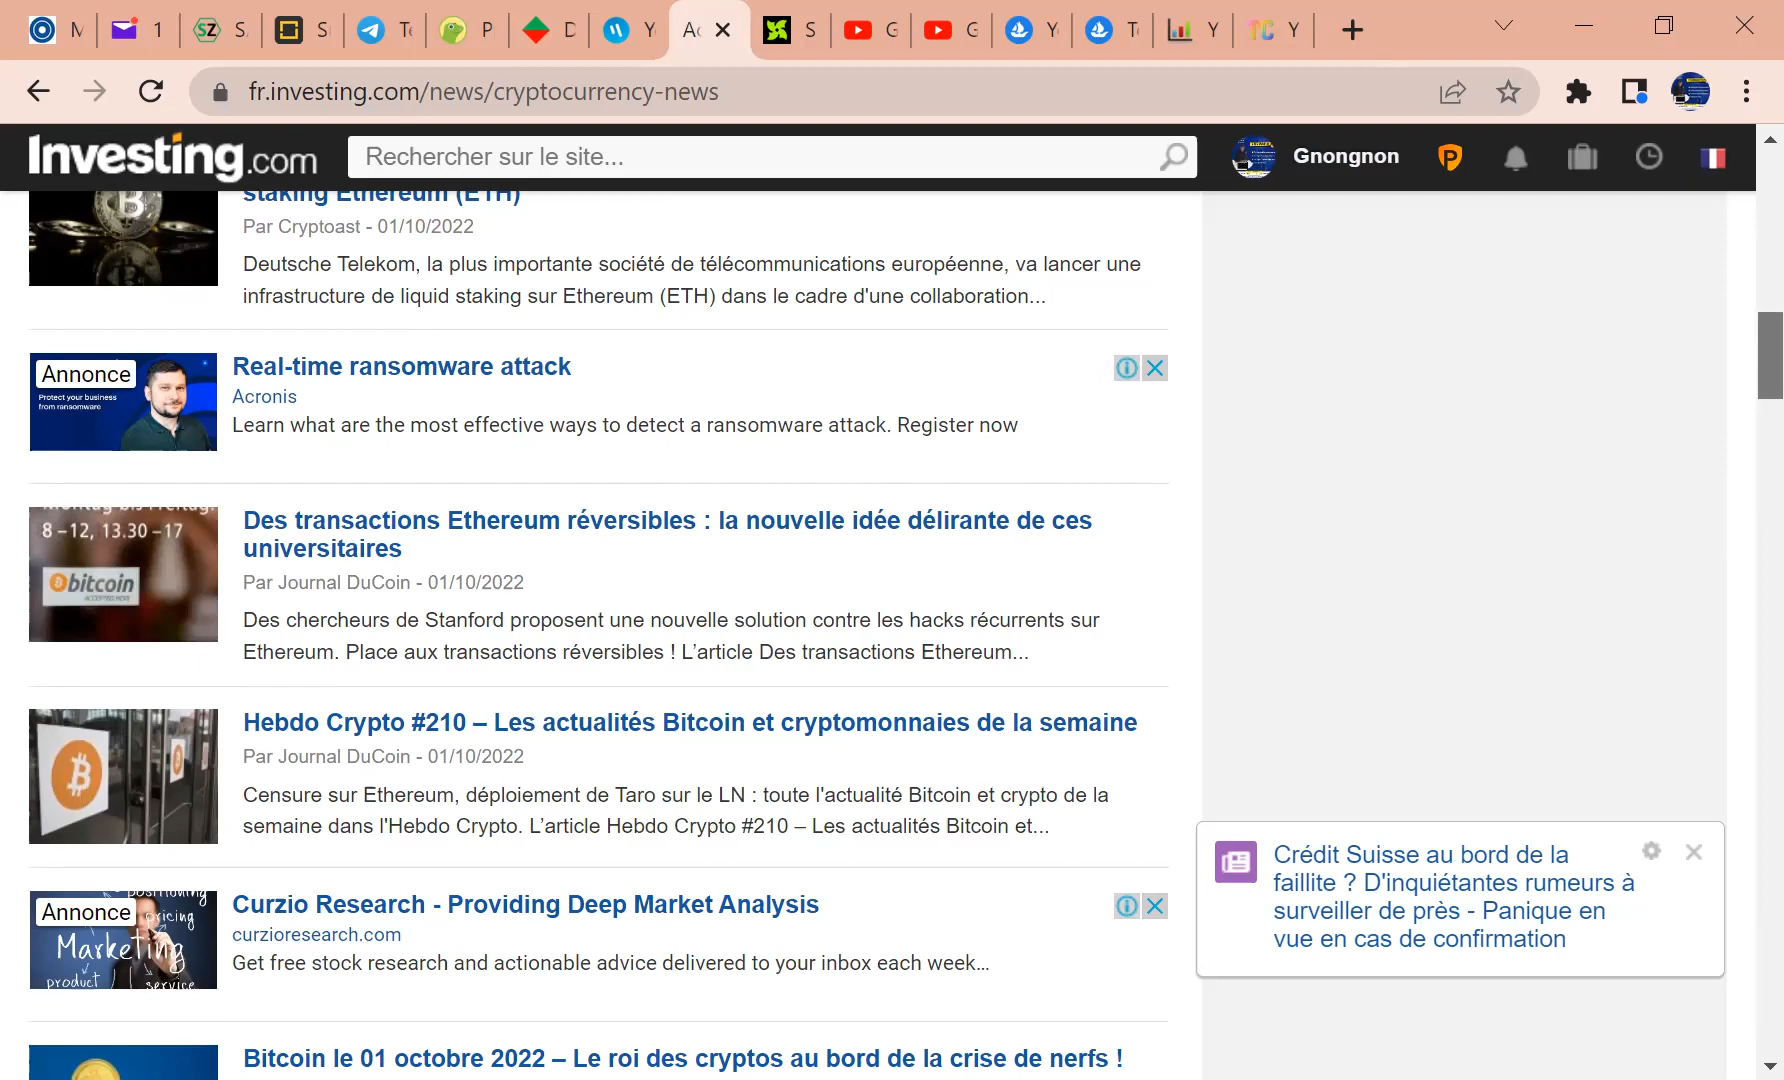 M
1
S
S
Te
P
D
Y
Ac
S
G
G
Y
T
Y
Y
fr.investing.com/news/cryptocurrency-news
Investing.com
Rechercher sur le site...
Gnongnon
staking Ethereum (ETH)
Par Cryptoast - 01/10/2022
Deutsche Telekom, la plus importante société de télécommunications européenne, va lancer une
infrastructure de liquid staking sur Ethereum (ETH) dans le cadre d'une collaboration...
Annonce
Protect your business
from ransomware
Real-time ransomware attack
Acronis
Learn what are the most effective ways to detect a ransomware attack. Register now
Montag bis Freitag:
8 –12, 13.30 –17
bitcoin
ACCEPTED HERE
Des transactions Ethereum réversibles : la nouvelle idée délirante de ces
universitaires
Par Journal DuCoin - 01/10/2022
Des chercheurs de Stanford proposent une nouvelle solution contre les hacks récurrents sur
Ethereum. Place aux transactions réversibles ! L’article Des transactions Ethereum...
Hebdo Crypto #210 – Les actualités Bitcoin et cryptomonnaies de la semaine
Par Journal DuCoin - 01/10/2022
Censure sur Ethereum, déploiement de Taro sur le LN : toute l'actualité Bitcoin et crypto de la
semaine dans l'Hebdo Crypto. L’article Hebdo Crypto #210 – Les actualités Bitcoin et...
Crédit Suisse au bord de la
faillite ? D'inquiétantes rumeurs à
surveiller de près - Panique en
vue en cas de confirmation
Annonce
positioning
pricing
Marketing
product
service
Curzio Research - Providing Deep Market Analysis
curzioresearch.com
Get free stock research and actionable advice delivered to your inbox each week...
Bitcoin le 01 octobre 2022 – Le roi des cryptos au bord de la crise de nerfs !